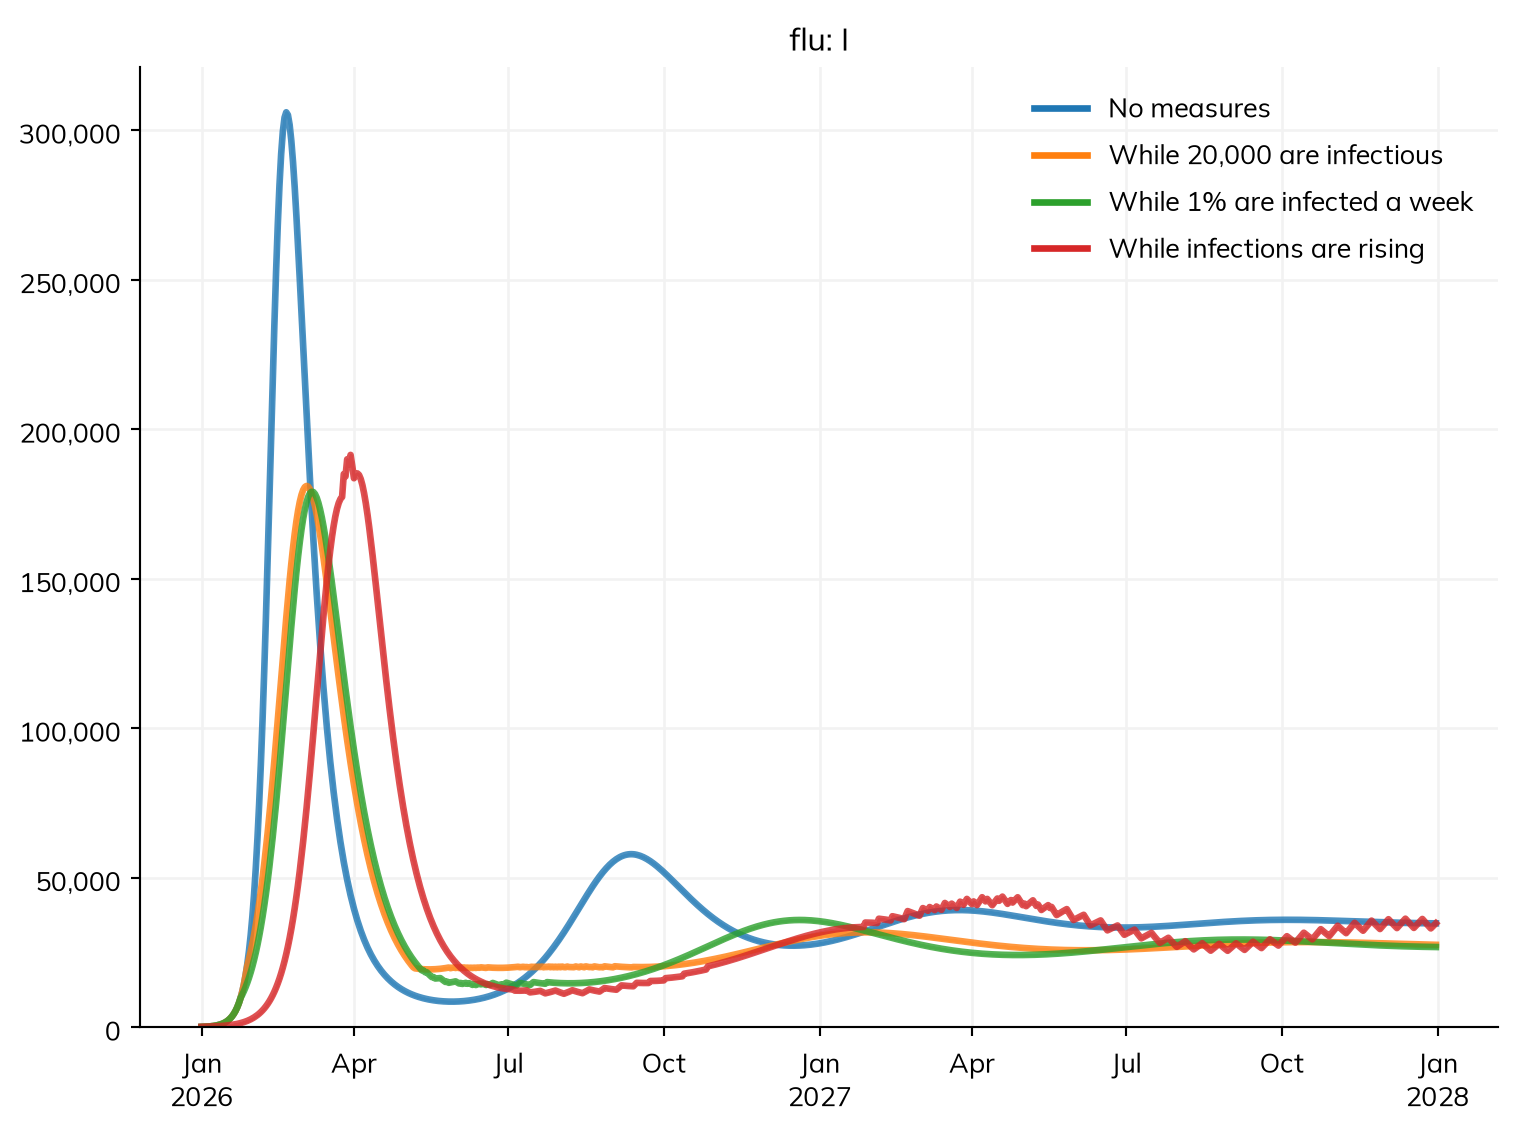 flu: I
No measures
While 20,000 are infectious
While 1% are infected a week
While infections are rising
300,000
250,000
200,000
150,000
100,000
50,000
0
Jan Apr Jul Oct Jan Apr Jul Oct Jan
2026 2027 2028